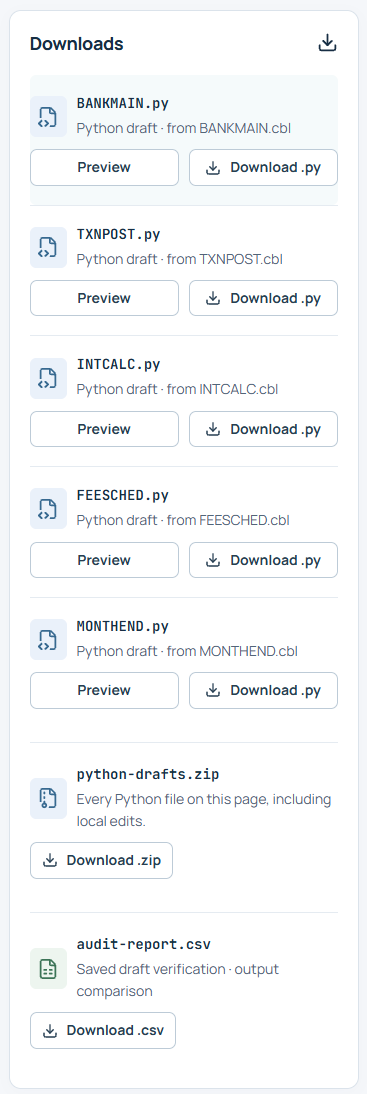 Downloads
BANKMAIN.py
Python draft · from BANKMAIN.cbl
Preview
Download .py
TXNPOST.py
Python draft · from TXNPOST.cbl
Preview
Download .py
INTCALC.py
Python draft · from INTCALC.cbl
Preview
Download .py
FEESCHED.py
Python draft · from FEESCHED.cbl
Preview
Download .py
MONTHEND.py
Python draft · from MONTHEND.cbl
Preview
Download .py
python-drafts.zip
Every Python file on this page, including
local edits.
Download .zip
audit-report.csv
Saved draft verification · output
comparison
Download .csv